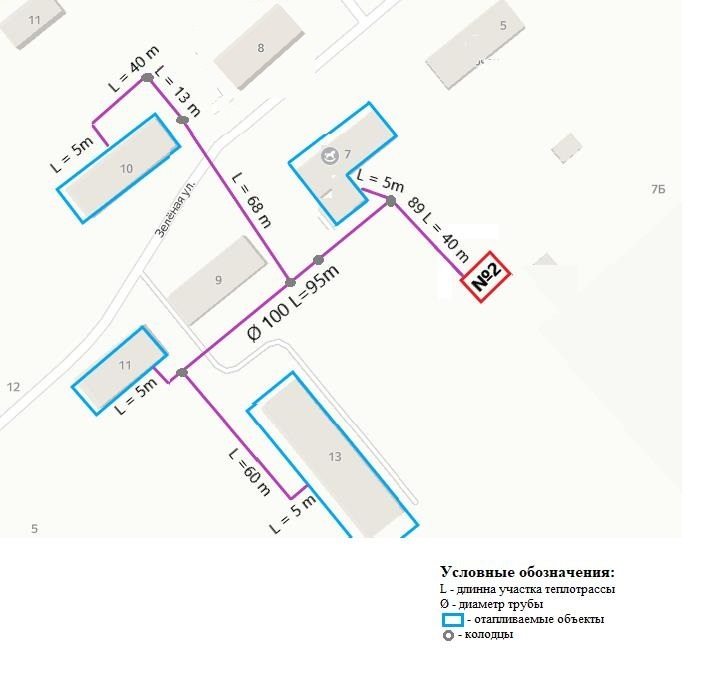 11
8
5
L = 40 m
L = 13 m
L = 5m
10
7
7Б
L = 5m
89 L = 40 m
Зелёная ул.
L = 68 m
№2
9
Ø 100 L=95m
11
12
L = 5m
13
L=60 m
L = 5 m
5
Условные обозначения:
L - длинна участка теплотрассы
Ø - диаметр трубы
- отапливаемые объекты
- колодцы